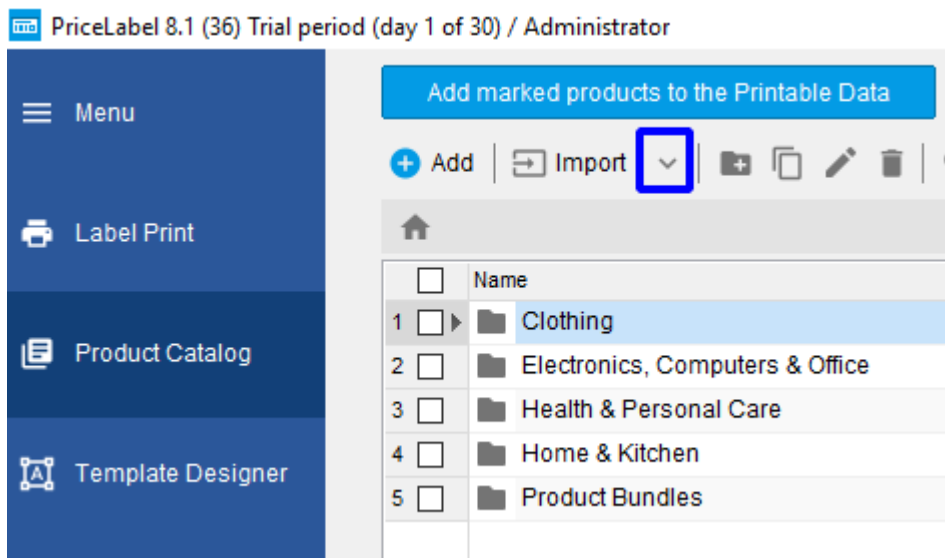 PriceLabel 8.1 (36) Trial period (day 1 of 30) / Administrator
Menu
Label Print
Product Catalog
Template Designer
Add marked products to the Printable Data
Add Import
Name
1 Clothing
2 Electronics, Computers & Office
3 Health & Personal Care
4 Home & Kitchen
5 Product Bundles